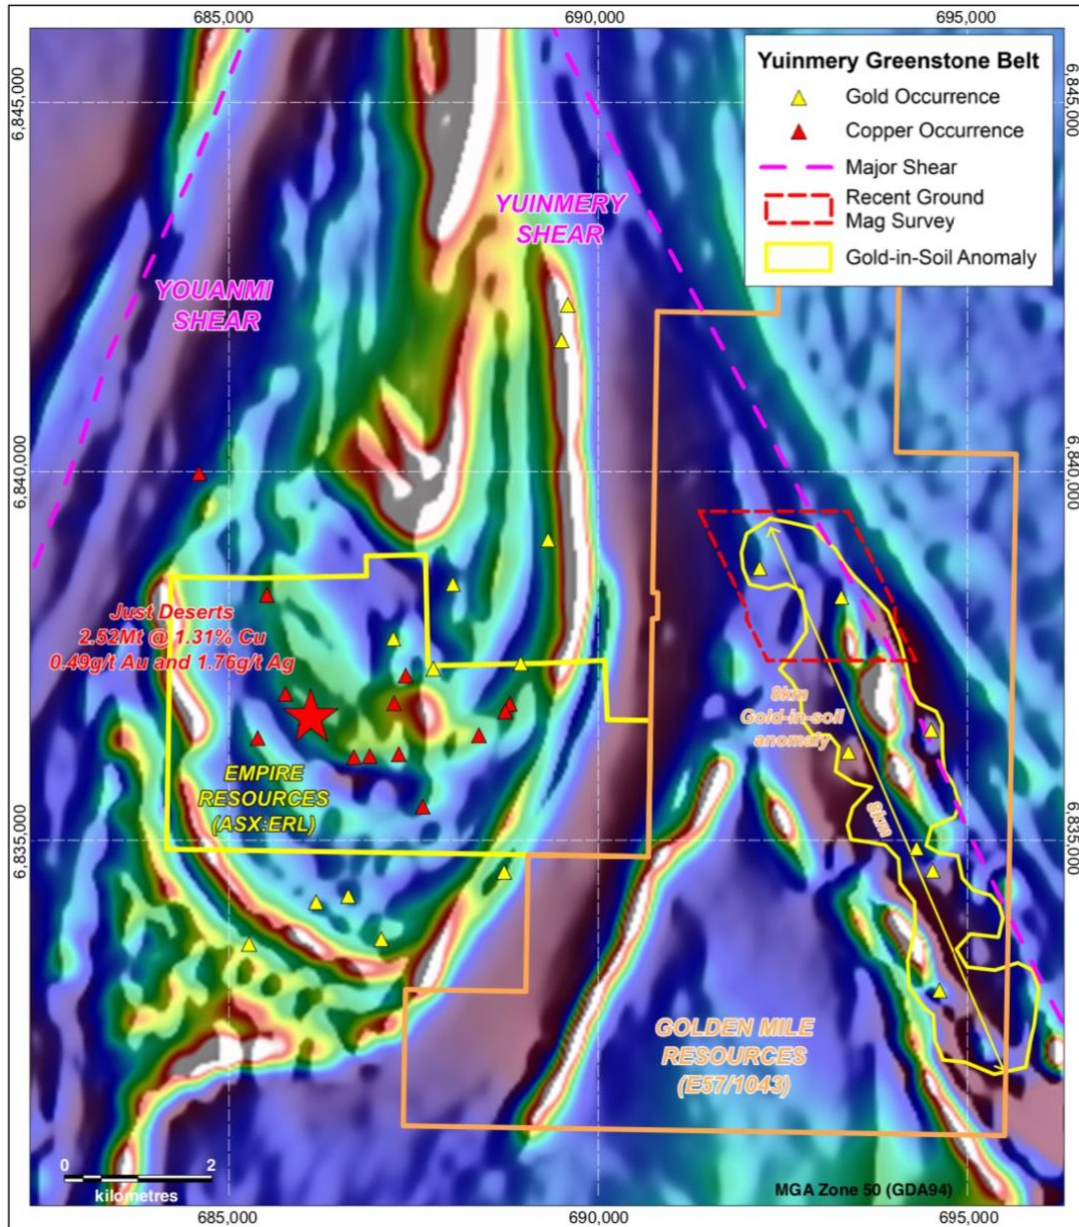 685,000
690,000
695,000
6,845,000
6,845,000
Yuinmery Greenstone Belt
Gold Occurrence
Copper Occurrence
Major Shear
Recent Ground
Mag Survey
Gold-in-Soil Anomaly
YUINMERY
SHEAR
YOUANMI
SHEAR
6,840,000
6,840,000
Just Deserts
2.52Mt @ 1.31% Cu
0.49g/t Au and 1.76g/t Ag
8km
Gold-in-soil
anomaly
EMPIRE
RESOURCES
(ASX:ERL)
8km
6,835,000
6,835,000
GOLDEN MILE
RESOURCES
(E57/1043)
0 2
kilometres
MGA Zone 50 (GDA94)
685,000
690,000
695,000